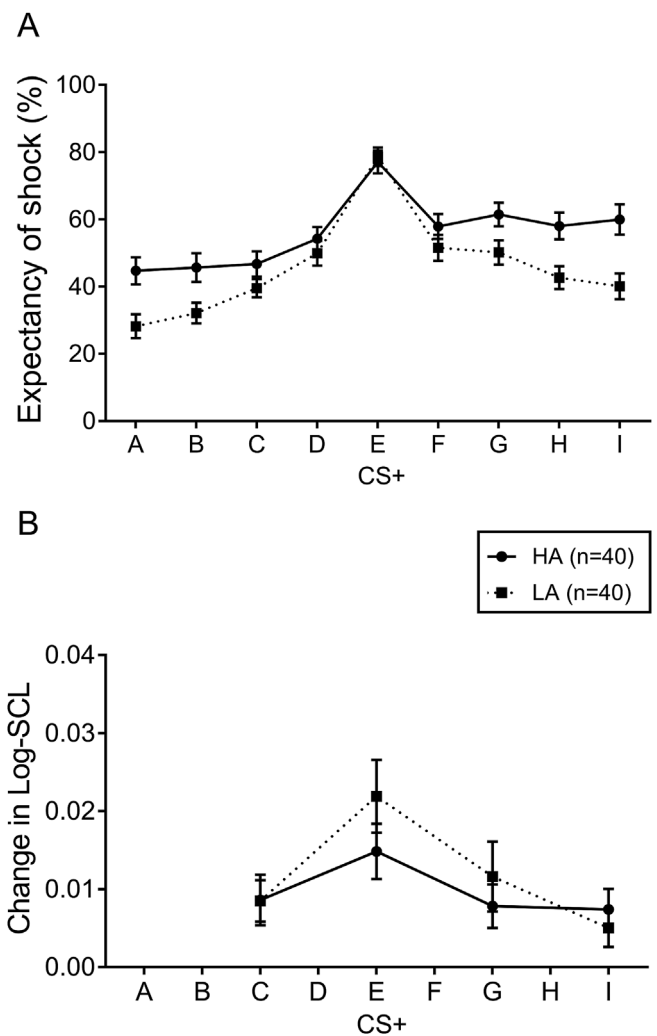 A
Expectancy of shock (%)
100
80
60
40
20
0
A B C D E F G H I
CS+
B
HA (n=40)
LA (n=40)
Change in Log-SCL
0.04
0.03
0.02
0.01
0.00
A B C D E F G H I
CS+